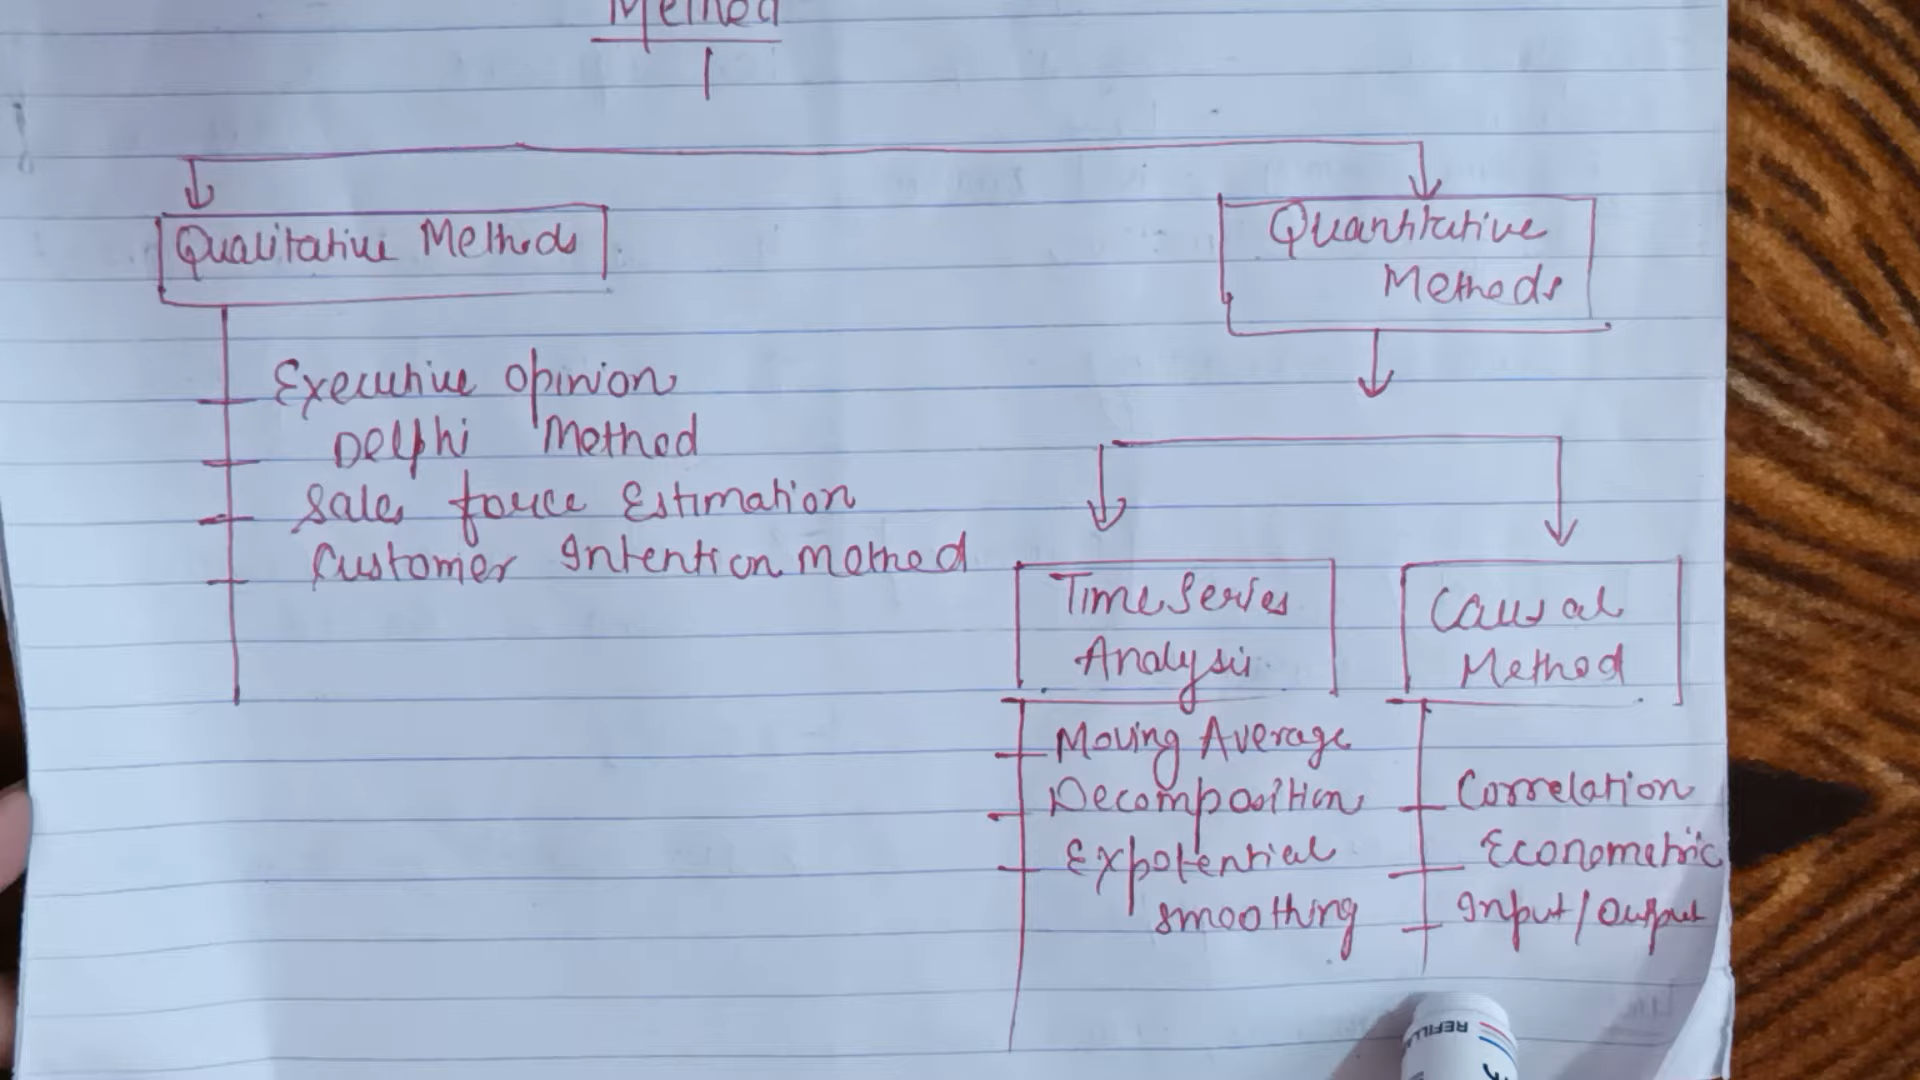 Method
Qualitative Methods
Executive opinion
Delphi Method
Sales force Estimation
Customer Intention Method
Quantitative
Methods
Time Series
Analysis
Moving Average
Decomposition
Expotential
smoothing
Causal
Method
Correlation
Econometric
Input/Output